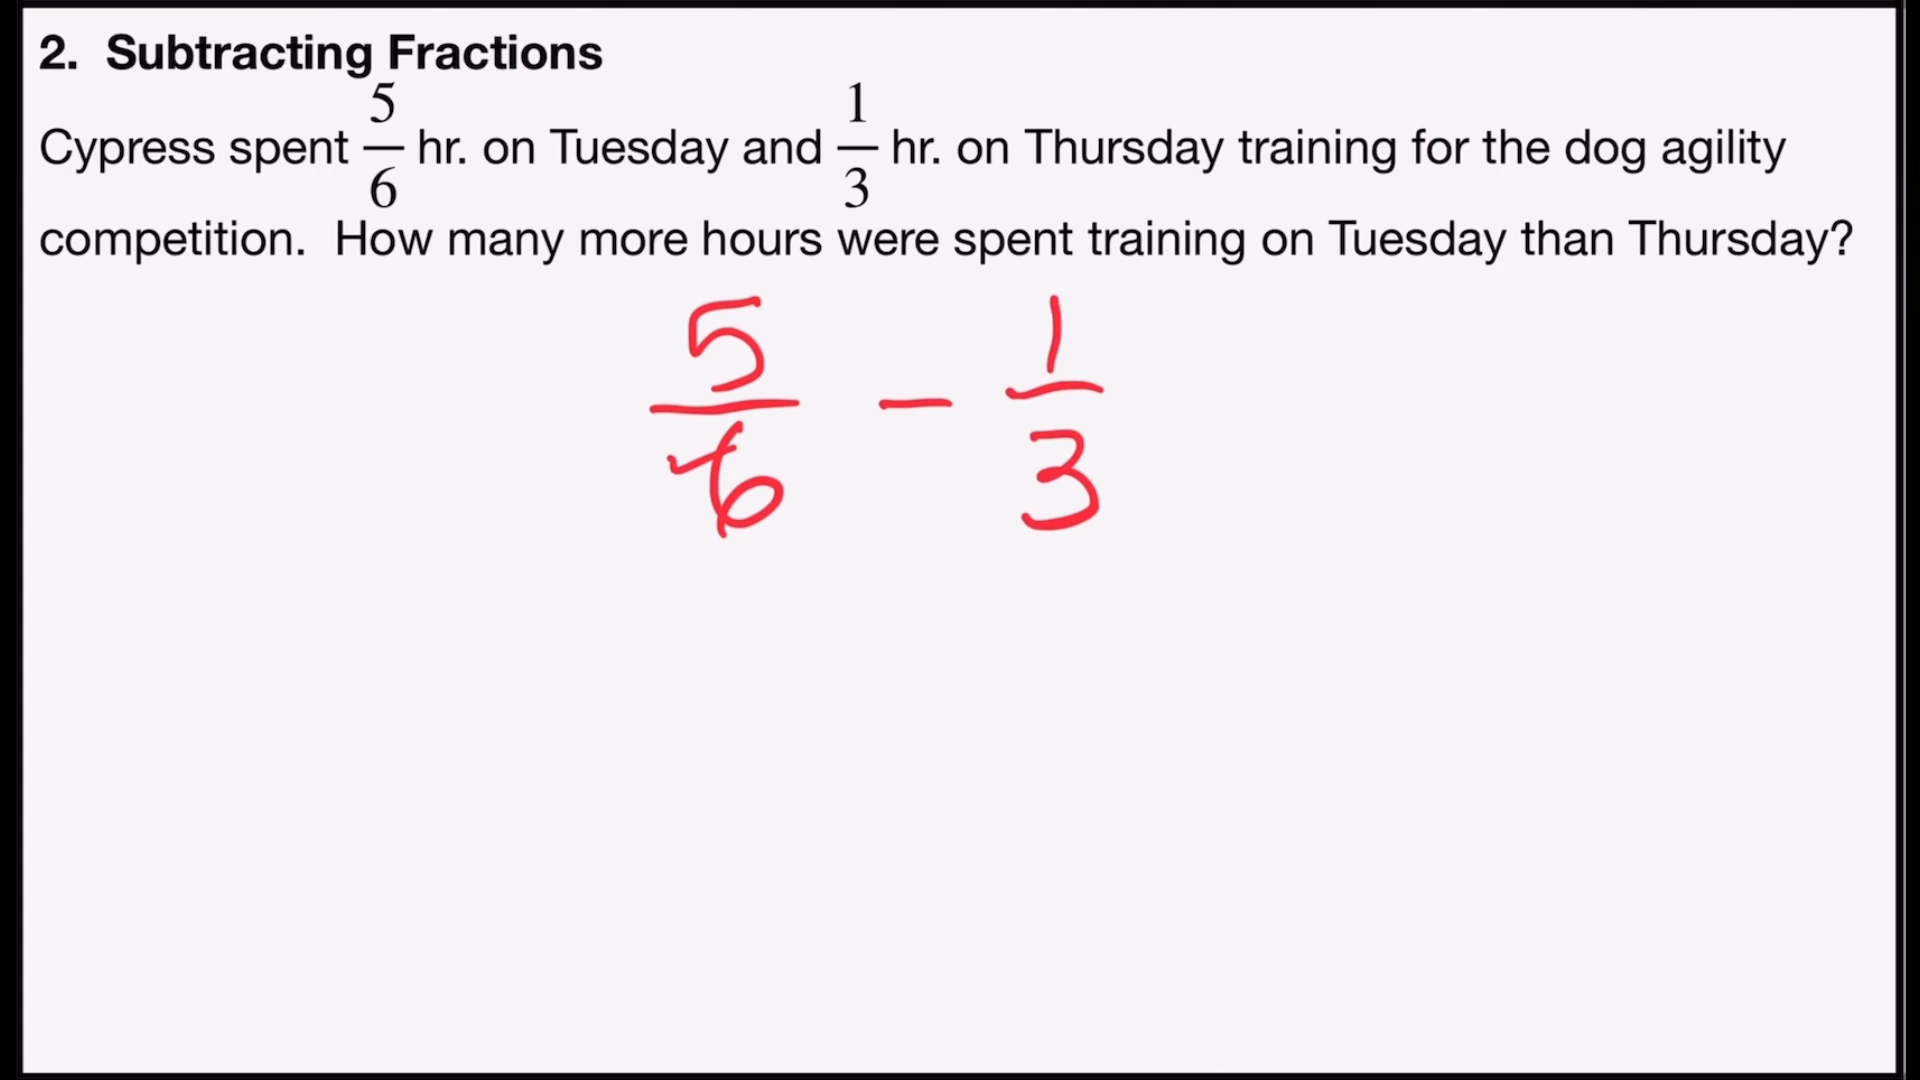 2. Subtracting Fractions
Cypress spent 5/6 hr. on Tuesday and 1/3 hr. on Thursday training for the dog agility
competition. How many more hours were spent training on Tuesday than Thursday?
5/6 - 1/3